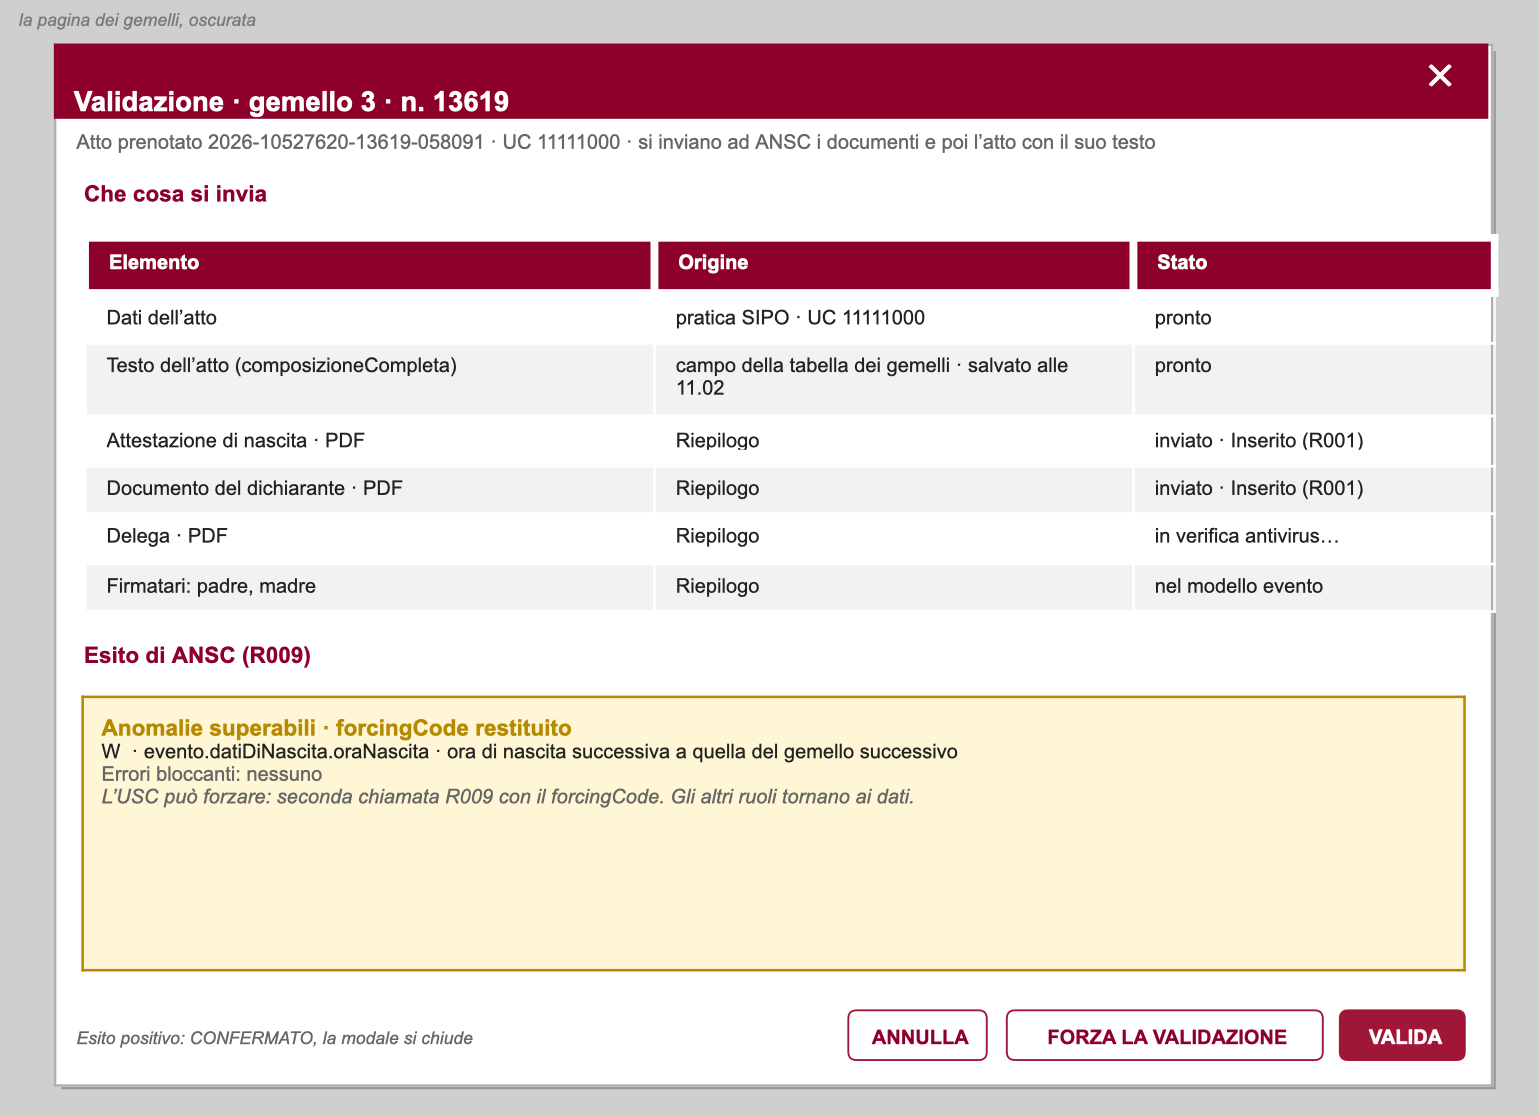 la pagina dei gemelli, oscurata
Validazione · gemello 3 · n. 13619
Atto prenotato 2026-10527620-13619-058091 · UC 11111000 · si inviano ad ANSC i documenti e poi l’atto con il suo testo
Che cosa si invia
Elemento Origine Stato
Dati dell’atto pratica SIPO · UC 11111000 pronto
Testo dell’atto (composizioneCompleta) campo della tabella dei gemelli · salvato alle pronto
11.02
Attestazione di nascita · PDF Riepilogo inviato · Inserito (R001)
Documento del dichiarante · PDF Riepilogo inviato · Inserito (R001)
Delega · PDF Riepilogo in verifica antivirus…
Firmatari: padre, madre Riepilogo nel modello evento
Esito di ANSC (R009)
Anomalie superabili · forcingCode restituito
W · evento.datiDiNascita.oraNascita · ora di nascita successiva a quella del gemello successivo
Errori bloccanti: nessuno
L’USC può forzare: seconda chiamata R009 con il forcingCode. Gli altri ruoli tornano ai dati.
Esito positivo: CONFERMATO, la modale si chiude
ANNULLA FORZA LA VALIDAZIONE VALIDA